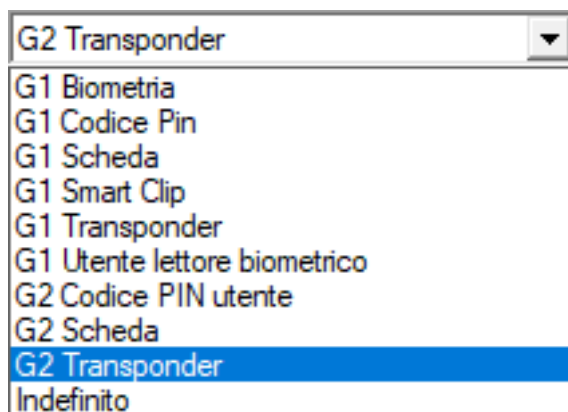 G2 Transponder
G1 Biometria
G1 Codice Pin
G1 Scheda
G1 Smart Clip
G1 Transponder
G1 Utente lettore biometrico
G2 Codice PIN utente
G2 Scheda
G2 Transponder
Indefinito